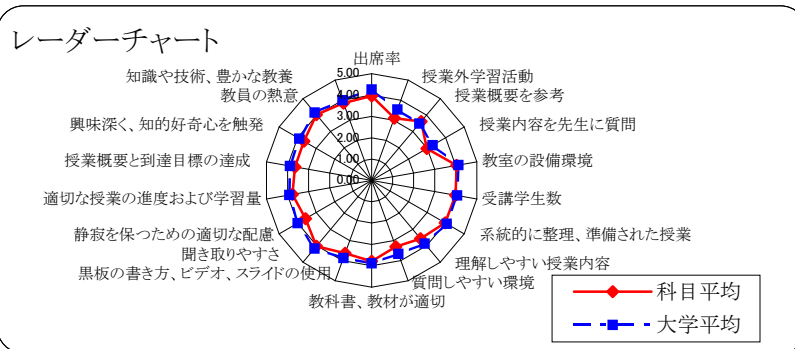 レーダーチャート
出席率
授業外学習活動
授業概要を参考
授業内容を先生に質問
教室の設備環境
受講学生数
系統的に整理、準備された授業
理解しやすい授業内容
質問しやすい環境
教科書、教材が適切
黒板の書き方、ビデオ、スライドの使用
聞き取りやすさ
静寂を保つための適切な配慮
適切な授業の進度および学習量
授業概要と到達目標の達成
興味深く、知的好奇心を触発
教員の熱意
知識や技術、豊かな教養
5.00
4.00
3.00
2.00
1.00
0.00
科目平均
大学平均